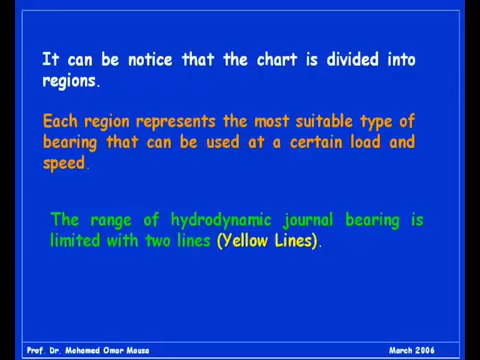 It can be notice that the chart is divided into
regions.
Each region represents the most suitable type of
bearing that can be used at a certain load and
speed.
The range of hydrodynamic journal bearing is
limited with two lines (Yellow Lines).
Prof. Dr. Mohamed Omar Mousa March 2006